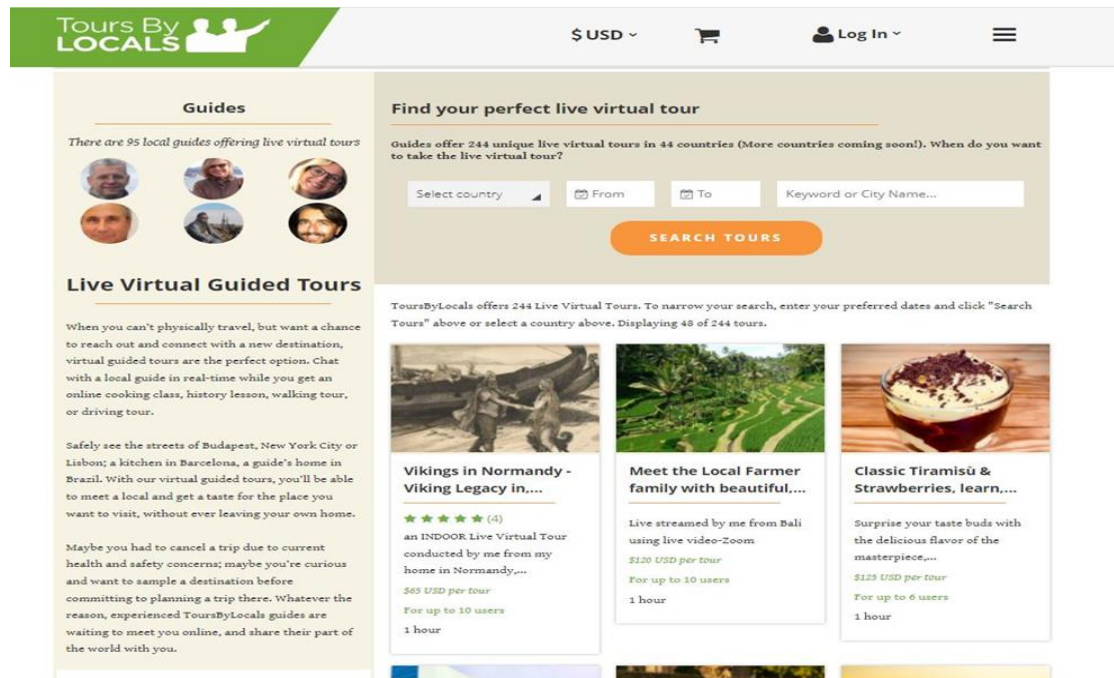 Tours By
LOCALS
$ USD
Log In
Guides
There are 95 local guides offering live virtual tours
Live Virtual Guided Tours
When you can't physically travel, but want a chance
to reach out and connect with a new destination,
virtual guided tours are the perfect option. Chat
with a local guide in real-time while you get an
online cooking class, history lesson, walking tour,
or driving tour.
Safely see the streets of Budapest, New York City or
Lisbon; a kitchen in Barcelona, a guide's home in
Brazil. With our virtual guided tours, you'll be able
to meet a local and get a taste for the place you
want to visit, without ever leaving your own home.
Maybe you had to cancel a trip due to current
health and safety concerns; maybe you're curious
and want to sample a destination before
committing to planning a trip there. Whatever the
reason, experienced ToursByLocals guides are
waiting to meet you online, and share their part of
the world with you.
Find your perfect live virtual tour
Guides offer 244 unique live virtual tours in 44 countries (More countries coming soon!). When do you want
to take the live virtual tour?
Select country
From
To
Keyword or City Name...
SEARCH TOURS
ToursByLocals offers 244 Live Virtual Tours. To narrow your search, enter your preferred dates and click "Search
Tours" above or select a country above. Displaying 48 of 244 tours.
Vikings in Normandy -
Viking Legacy in,...
(4)
an INDOOR Live Virtual Tour
conducted by me from my
home in Normandy,...
$65 USD per tour
For up to 10 users
1 hour
Meet the Local Farmer
family with beautiful,...
Live streamed by me from Bali
using live video-Zoom
$120 USD per tour
For up to 10 users
1 hour
Classic Tiramisù &
Strawberries, learn,...
Surprise your taste buds with
the delicious flavor of the
masterpiece,...
$125 USD per tour
For up to 6 users
1 hour